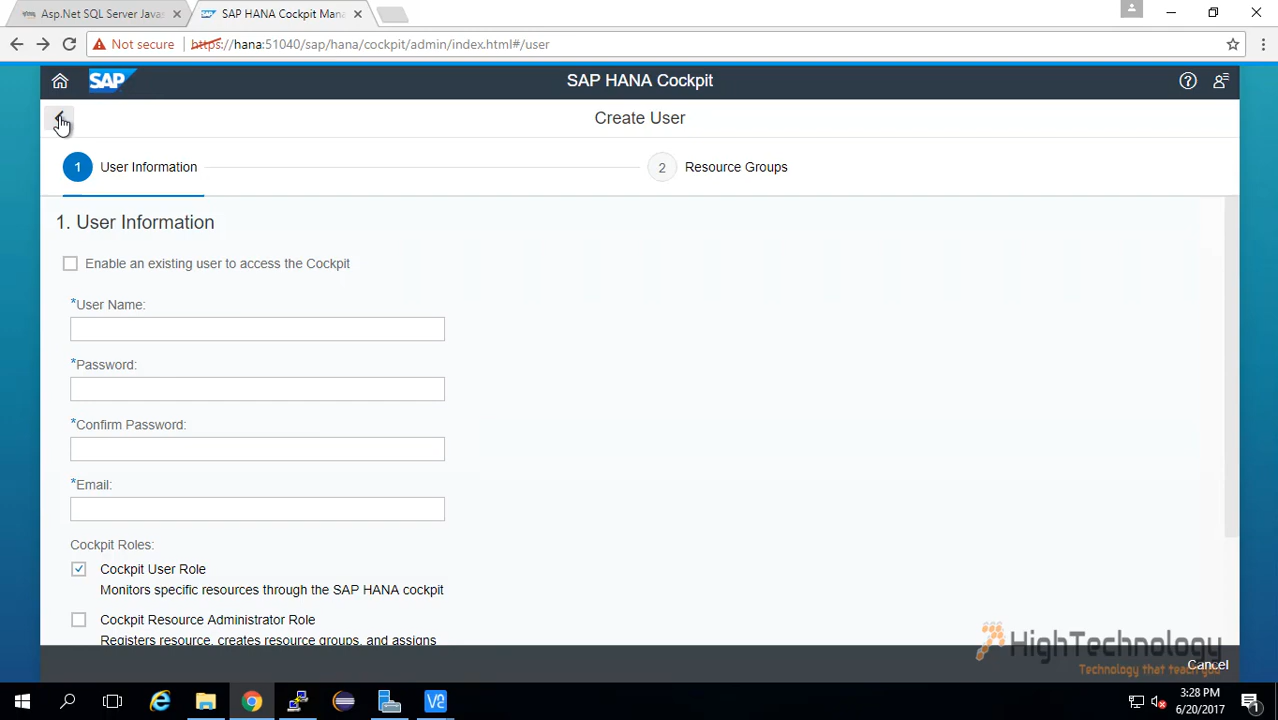 Asp.Net SQL Server Javas
SAP HANA Cockpit Mana
Not secure
https://hana:51040/sap/hana/cockpit/admin/index.html#/user
SAP
SAP HANA Cockpit
Create User
1 User Information
2 Resource Groups
1. User Information
Enable an existing user to access the Cockpit
*User Name:
*Password:
*Confirm Password:
*Email:
Cockpit Roles:
Cockpit User Role
Monitors specific resources through the SAP HANA cockpit
Cockpit Resource Administrator Role
Registers resource, creates resource groups, and assigns
HighTechnology
Technology that teach you
Cancel
3:28 PM
6/20/2017
1